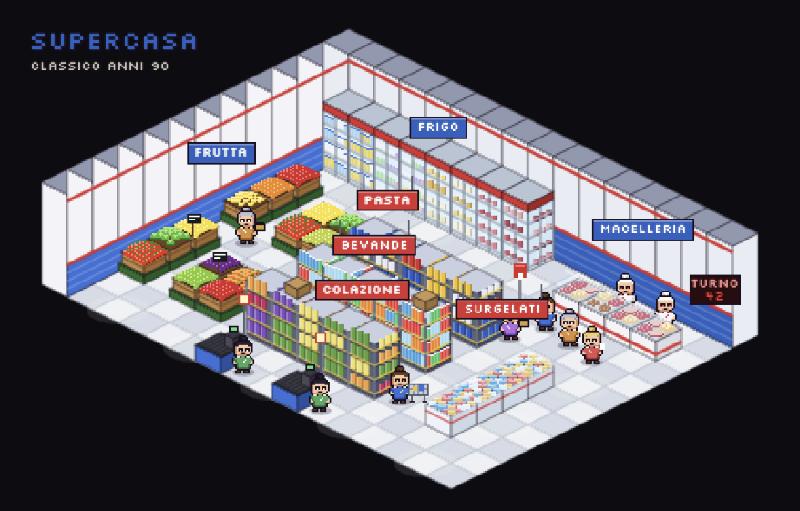 SUPERCASA
CLASSICO ANNI 90
FRIGO
FRUTTA
PASTA
MACELLERIA
BEVANDE
COLAZIONE
TURNO
42
SURGELATI